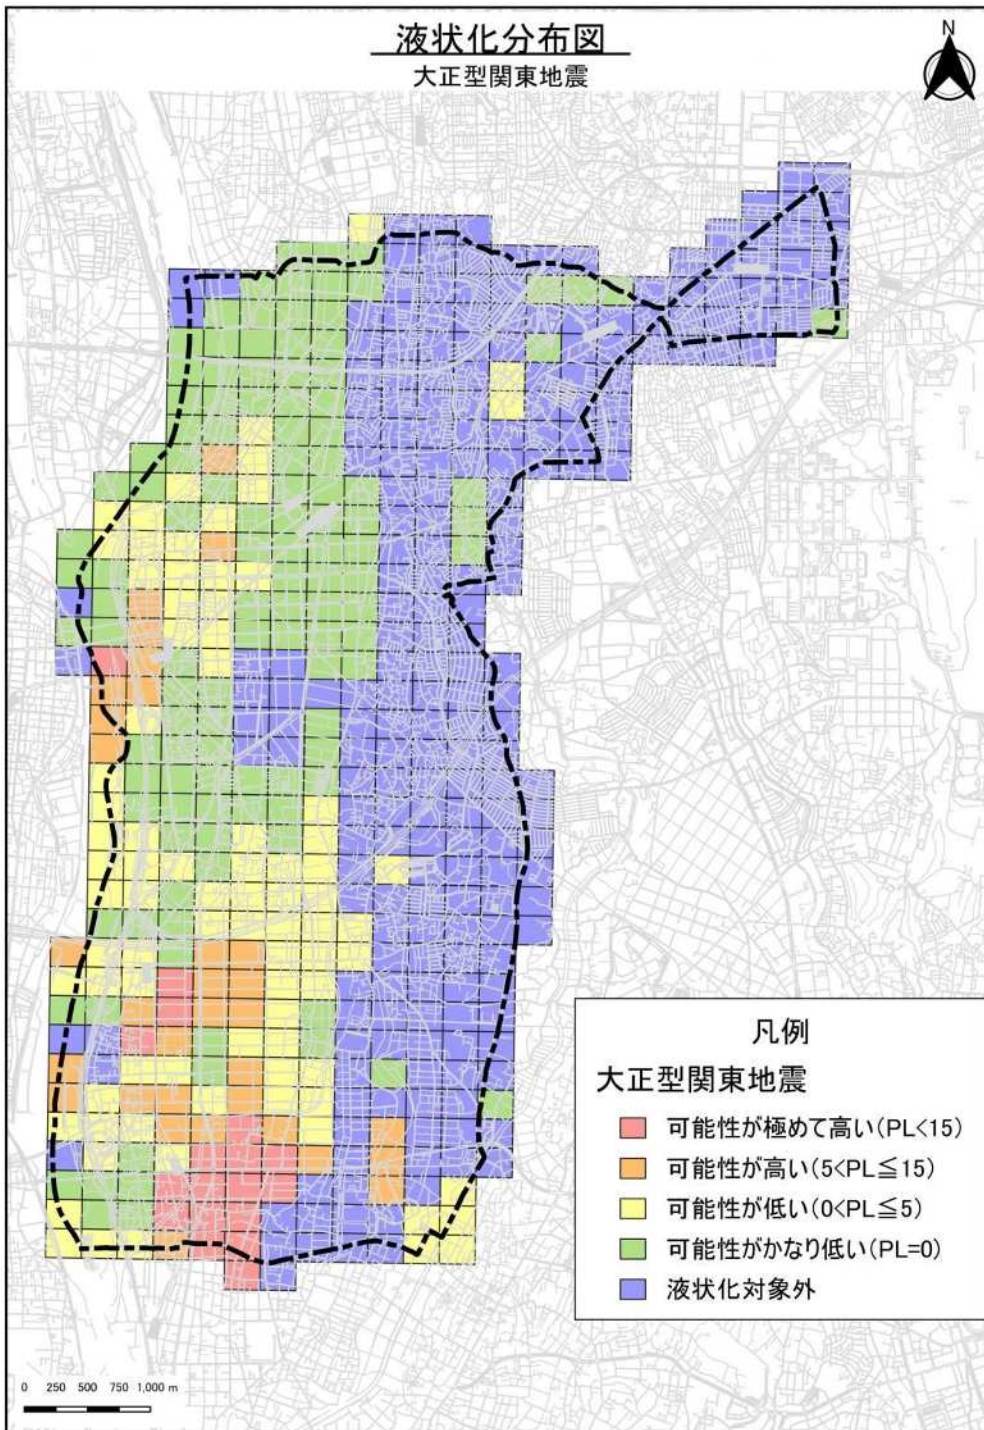 液状化分布図
大正型関東地震
N
凡例
大正型関東地震
可能性が極めて高い(PL<15)
可能性が高い(5<PL≦15)
可能性が低い(0<PL≦5)
可能性がかなり低い(PL=0)
液状化対象外
0 250 500 750 1,000 m